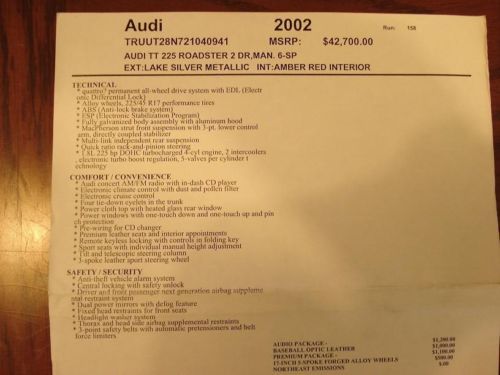 Audi 2002 Run: 158
TRUUT28N721040941 MSRP: $42,700.00
AUDI TT 225 ROADSTER 2 DR,MAN. 6-SP
EXT:LAKE SILVER METALLIC INT:AMBER RED INTERIOR
TECHNICAL
* quattro? permanent all-wheel drive system with EDL (Electr
onic Differential Lock)
* Alloy wheels, 225/45 R17 performance tires
* ABS (Anti-lock brake system)
* ESP (Electronic Stabilization Program)
* Fully galvanized body assembly with aluminum hood
* MacPherson strut front suspension with 3-pt. lower control
arm, directly coupled stabilizer
* Multi-link independent rear suspension
* Quick ratio rack-and-pinion steering
* 1.8L 225 hp DOHC turbocharged 4-cyl engine, 2 intercoolers
, electronic turbo boost regulation, 5-valves per cylinder t
echnology
COMFORT / CONVENIENCE
* Audi concert AM/FM radio with in-dash CD player
* Electronic climate control with dust and pollen filter
* Electronic cruise control
* Four tie-down eyelets in the trunk
* Power cloth top with heated glass rear window
* Power windows with one-touch down and one-touch up and pin
ch protection
* Pre-wiring for CD changer
* Premium leather seats and interior appointments
* Remote keyless locking with controls in folding key
* Sport seats with individual manual height adjustment
* Tilt and telescopic steering column
* 3-spoke leather sport steering wheel
SAFETY / SECURITY
* Anti-theft vehicle alarm system
* Central locking with safety unlock
* Driver and front passenger next generation airbag suppleme
ntal restraint system
* Dual power mirrors with defog feature
* Fixed head restraints for front seats
* Headlight washer system
* Thorax and head side airbag supplemental restraints
* 3-point safety belts with automatic pretensioners and belt
force limiters
AUDIO PACKAGE - $1,200.00
BASEBALL OPTIC LEATHER $1,000.00
PREMIUM PACKAGE - $1,100.00
17-INCH 5-SPOKE FORGED ALLOY WHEELS $500.00
NORTHEAST EMISSIONS $.00